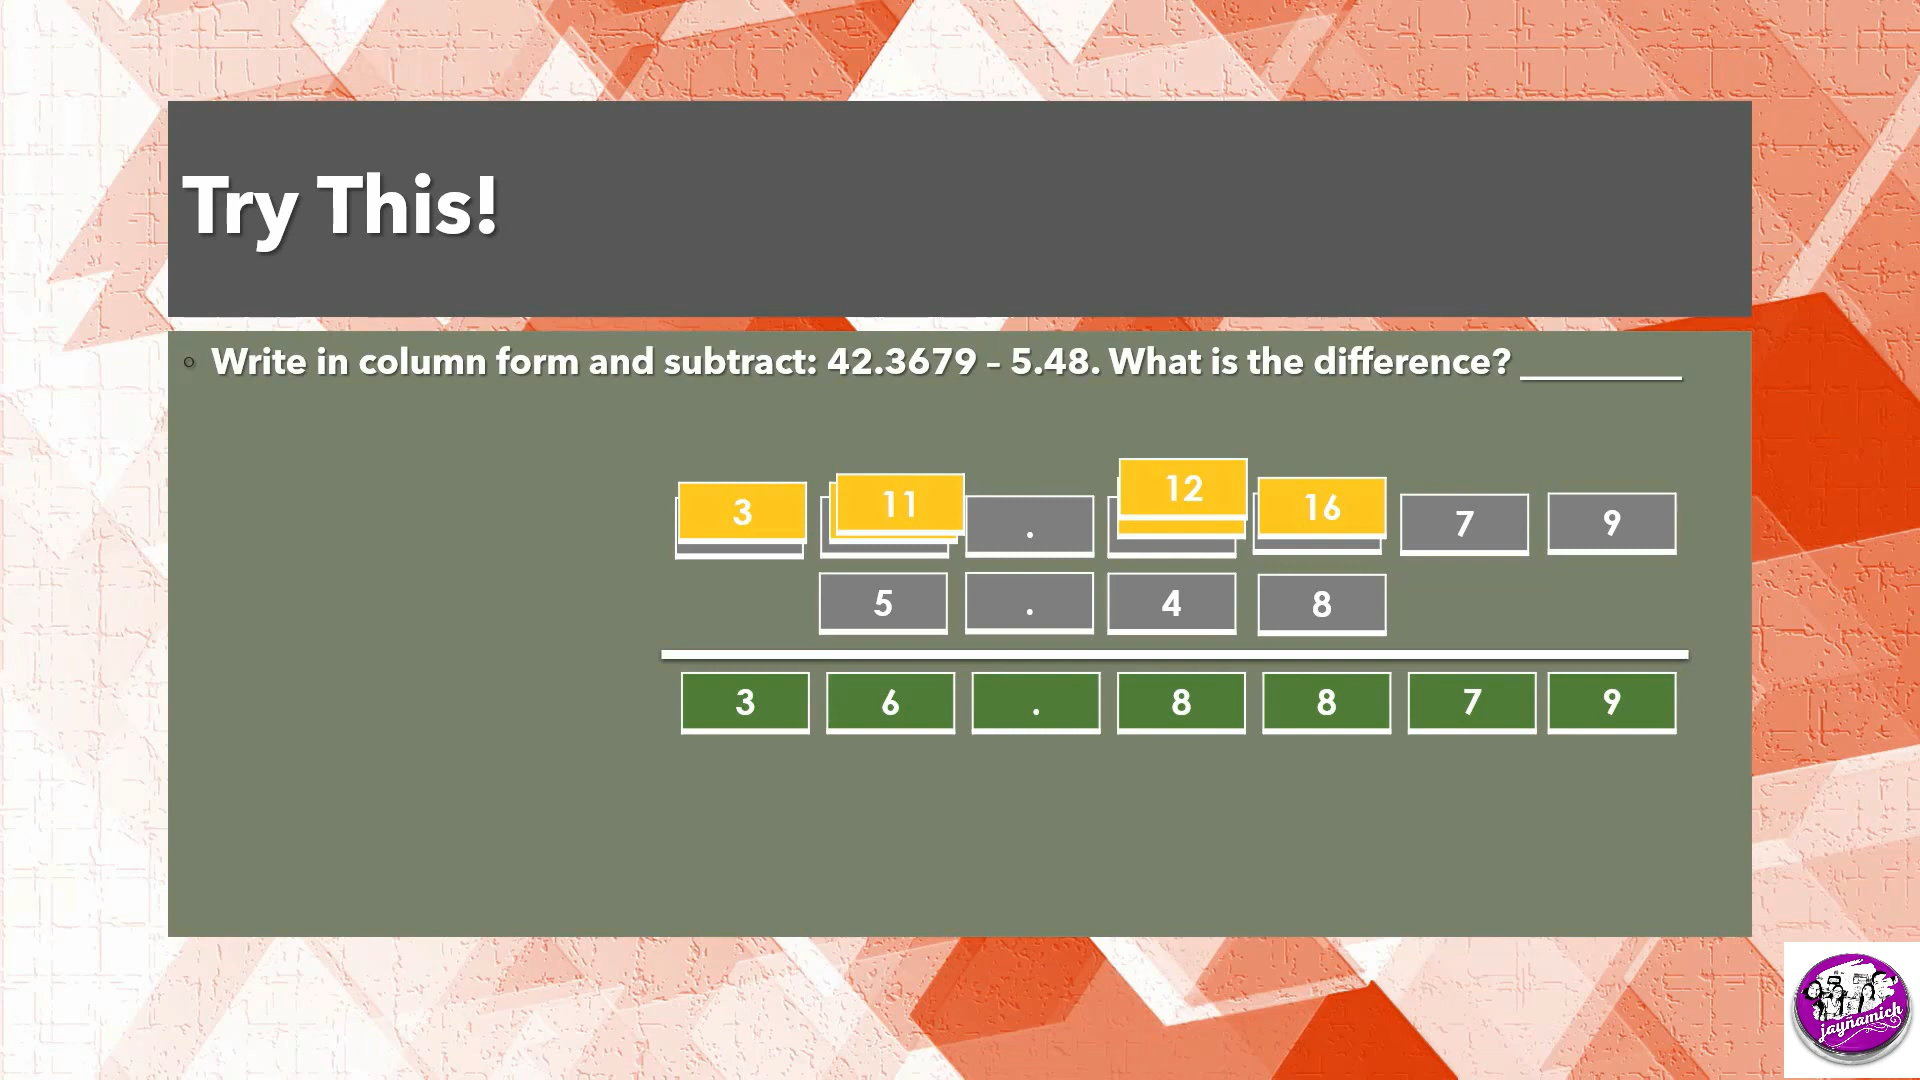 Try This!
Write in column form and subtract: 42.3679 – 5.48. What is the difference? ________
3 11 . 12 16 7 9
5 . 4 8
3 6 . 8 8 7 9
jayñamich